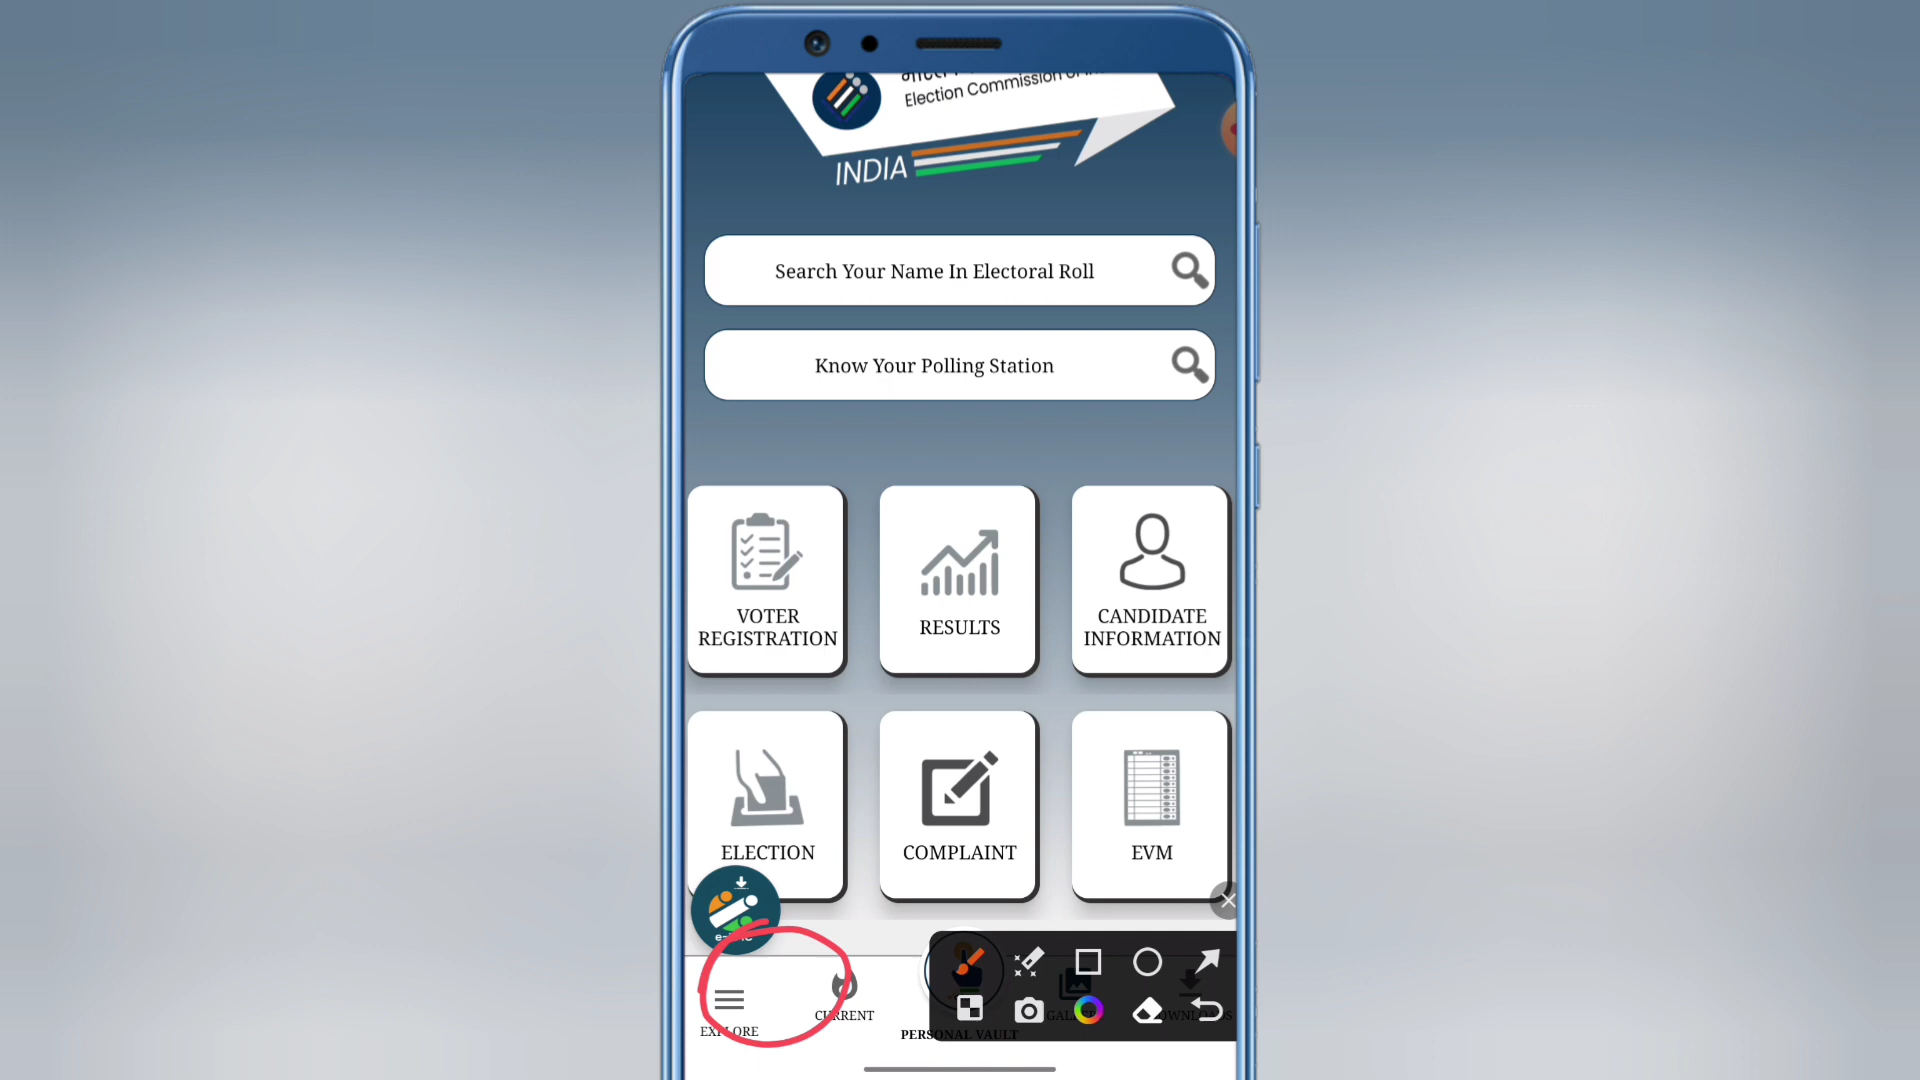 Election Commission
INDIA
Search Your Name In Electoral Roll
Know Your Polling Station
VOTER
REGISTRATION
RESULTS
CANDIDATE
INFORMATION
ELECTION
COMPLAINT
EVM
EXPLORE
CURRENT
PERSONAL VAULT